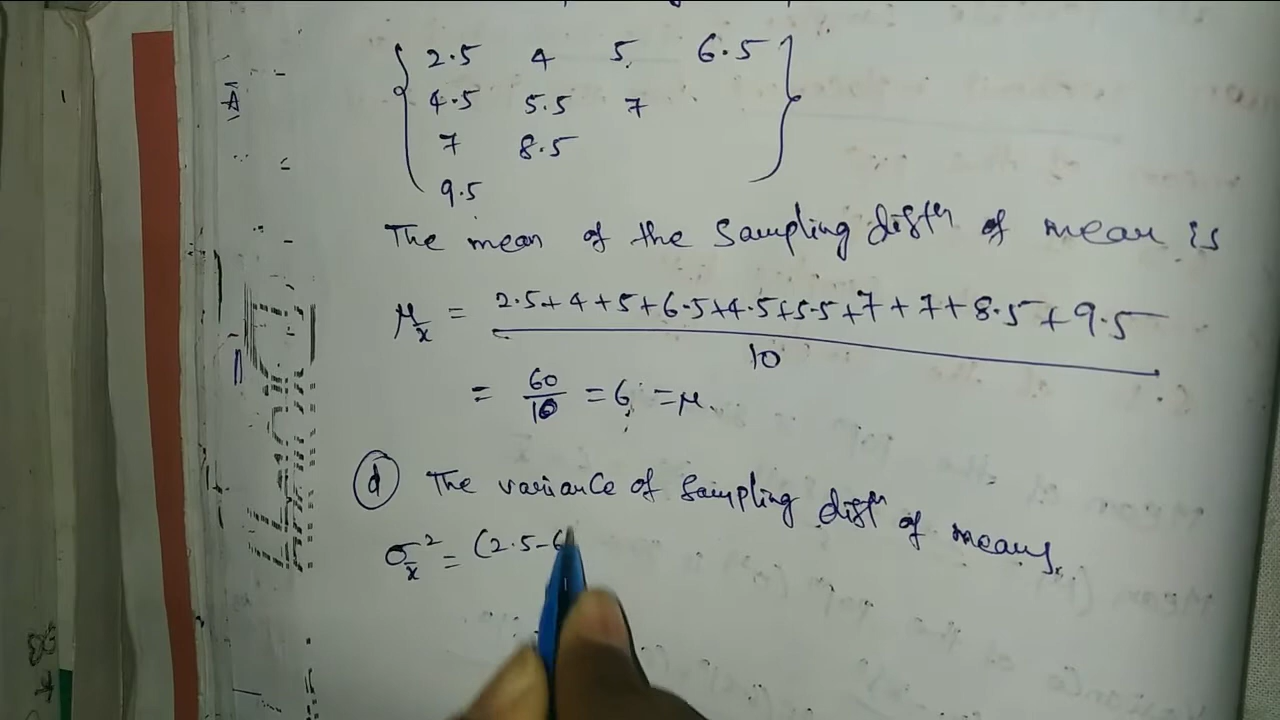 { 2.5 4 5 6.5 }
4.5 5.5 7
7 8.5
9.5
The mean of the Sampling distⁿ of mean is
μ_x̄ = 2.5+4+5+6.5+4.5+5.5+7+7+8.5+9.5 / 10
= 60/10 = 6 = μ.
(d) The variance of Sampling distⁿ of means.
σ_x̄² = (2.5-6